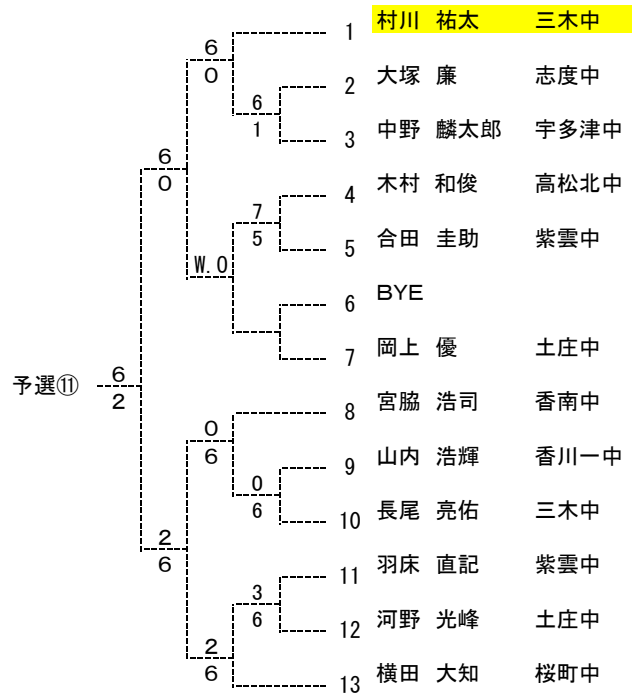 1 村川 祐太 三木中
6
0
2 大塚 廉 志度中
6
1
3 中野 麟太郎 宇多津中
6
0
4 木村 和俊 高松北中
7
5
5 合田 圭助 紫雲中
W.O
6 BYE
7 岡上 優 土庄中
予選⑪
6
2
8 宮脇 浩司 香南中
0
6
9 山内 浩輝 香川一中
0
6
10 長尾 亮佑 三木中
2
6
11 羽床 直記 紫雲中
3
6
12 河野 光峰 土庄中
2
6
13 横田 大知 桜町中